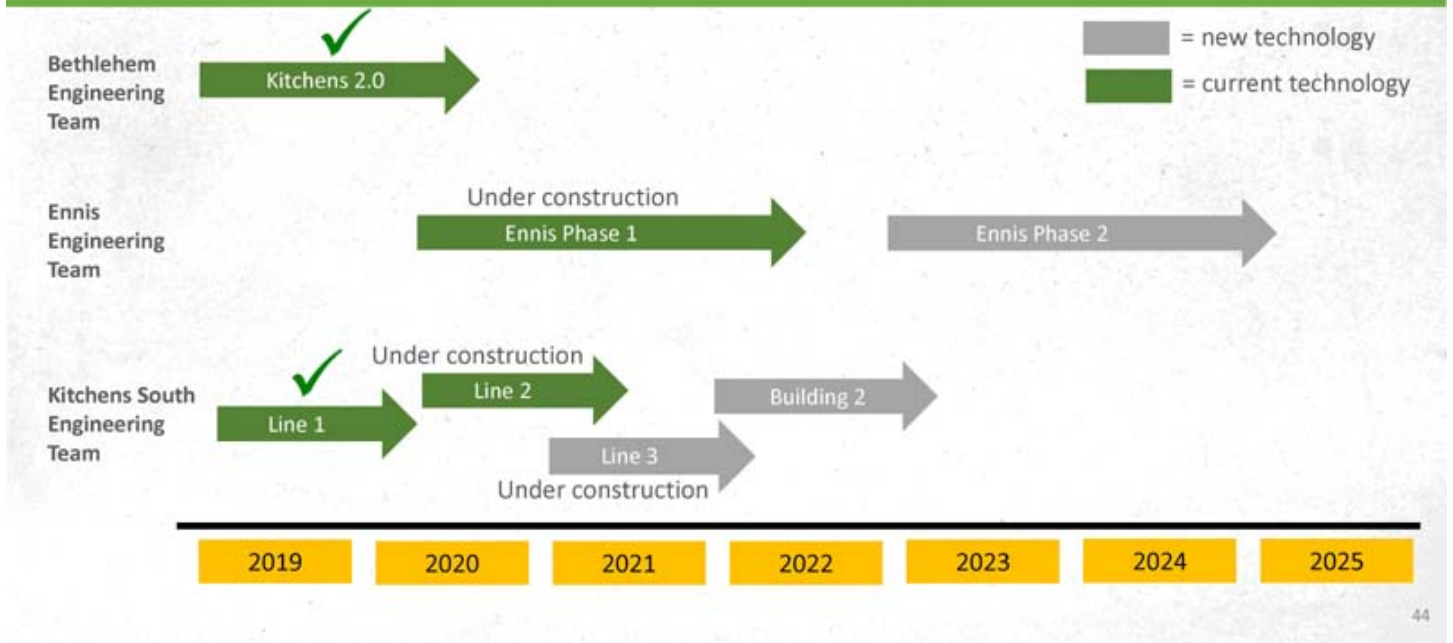 = new technology
= current technology
Bethlehem
Engineering
Team
Kitchens 2.0
Ennis
Engineering
Team
Under construction
Ennis Phase 1
Ennis Phase 2
Kitchens South
Engineering
Team
Line 1
Under construction
Line 2
Line 3
Under construction
Building 2
2019
2020
2021
2022
2023
2024
2025
44